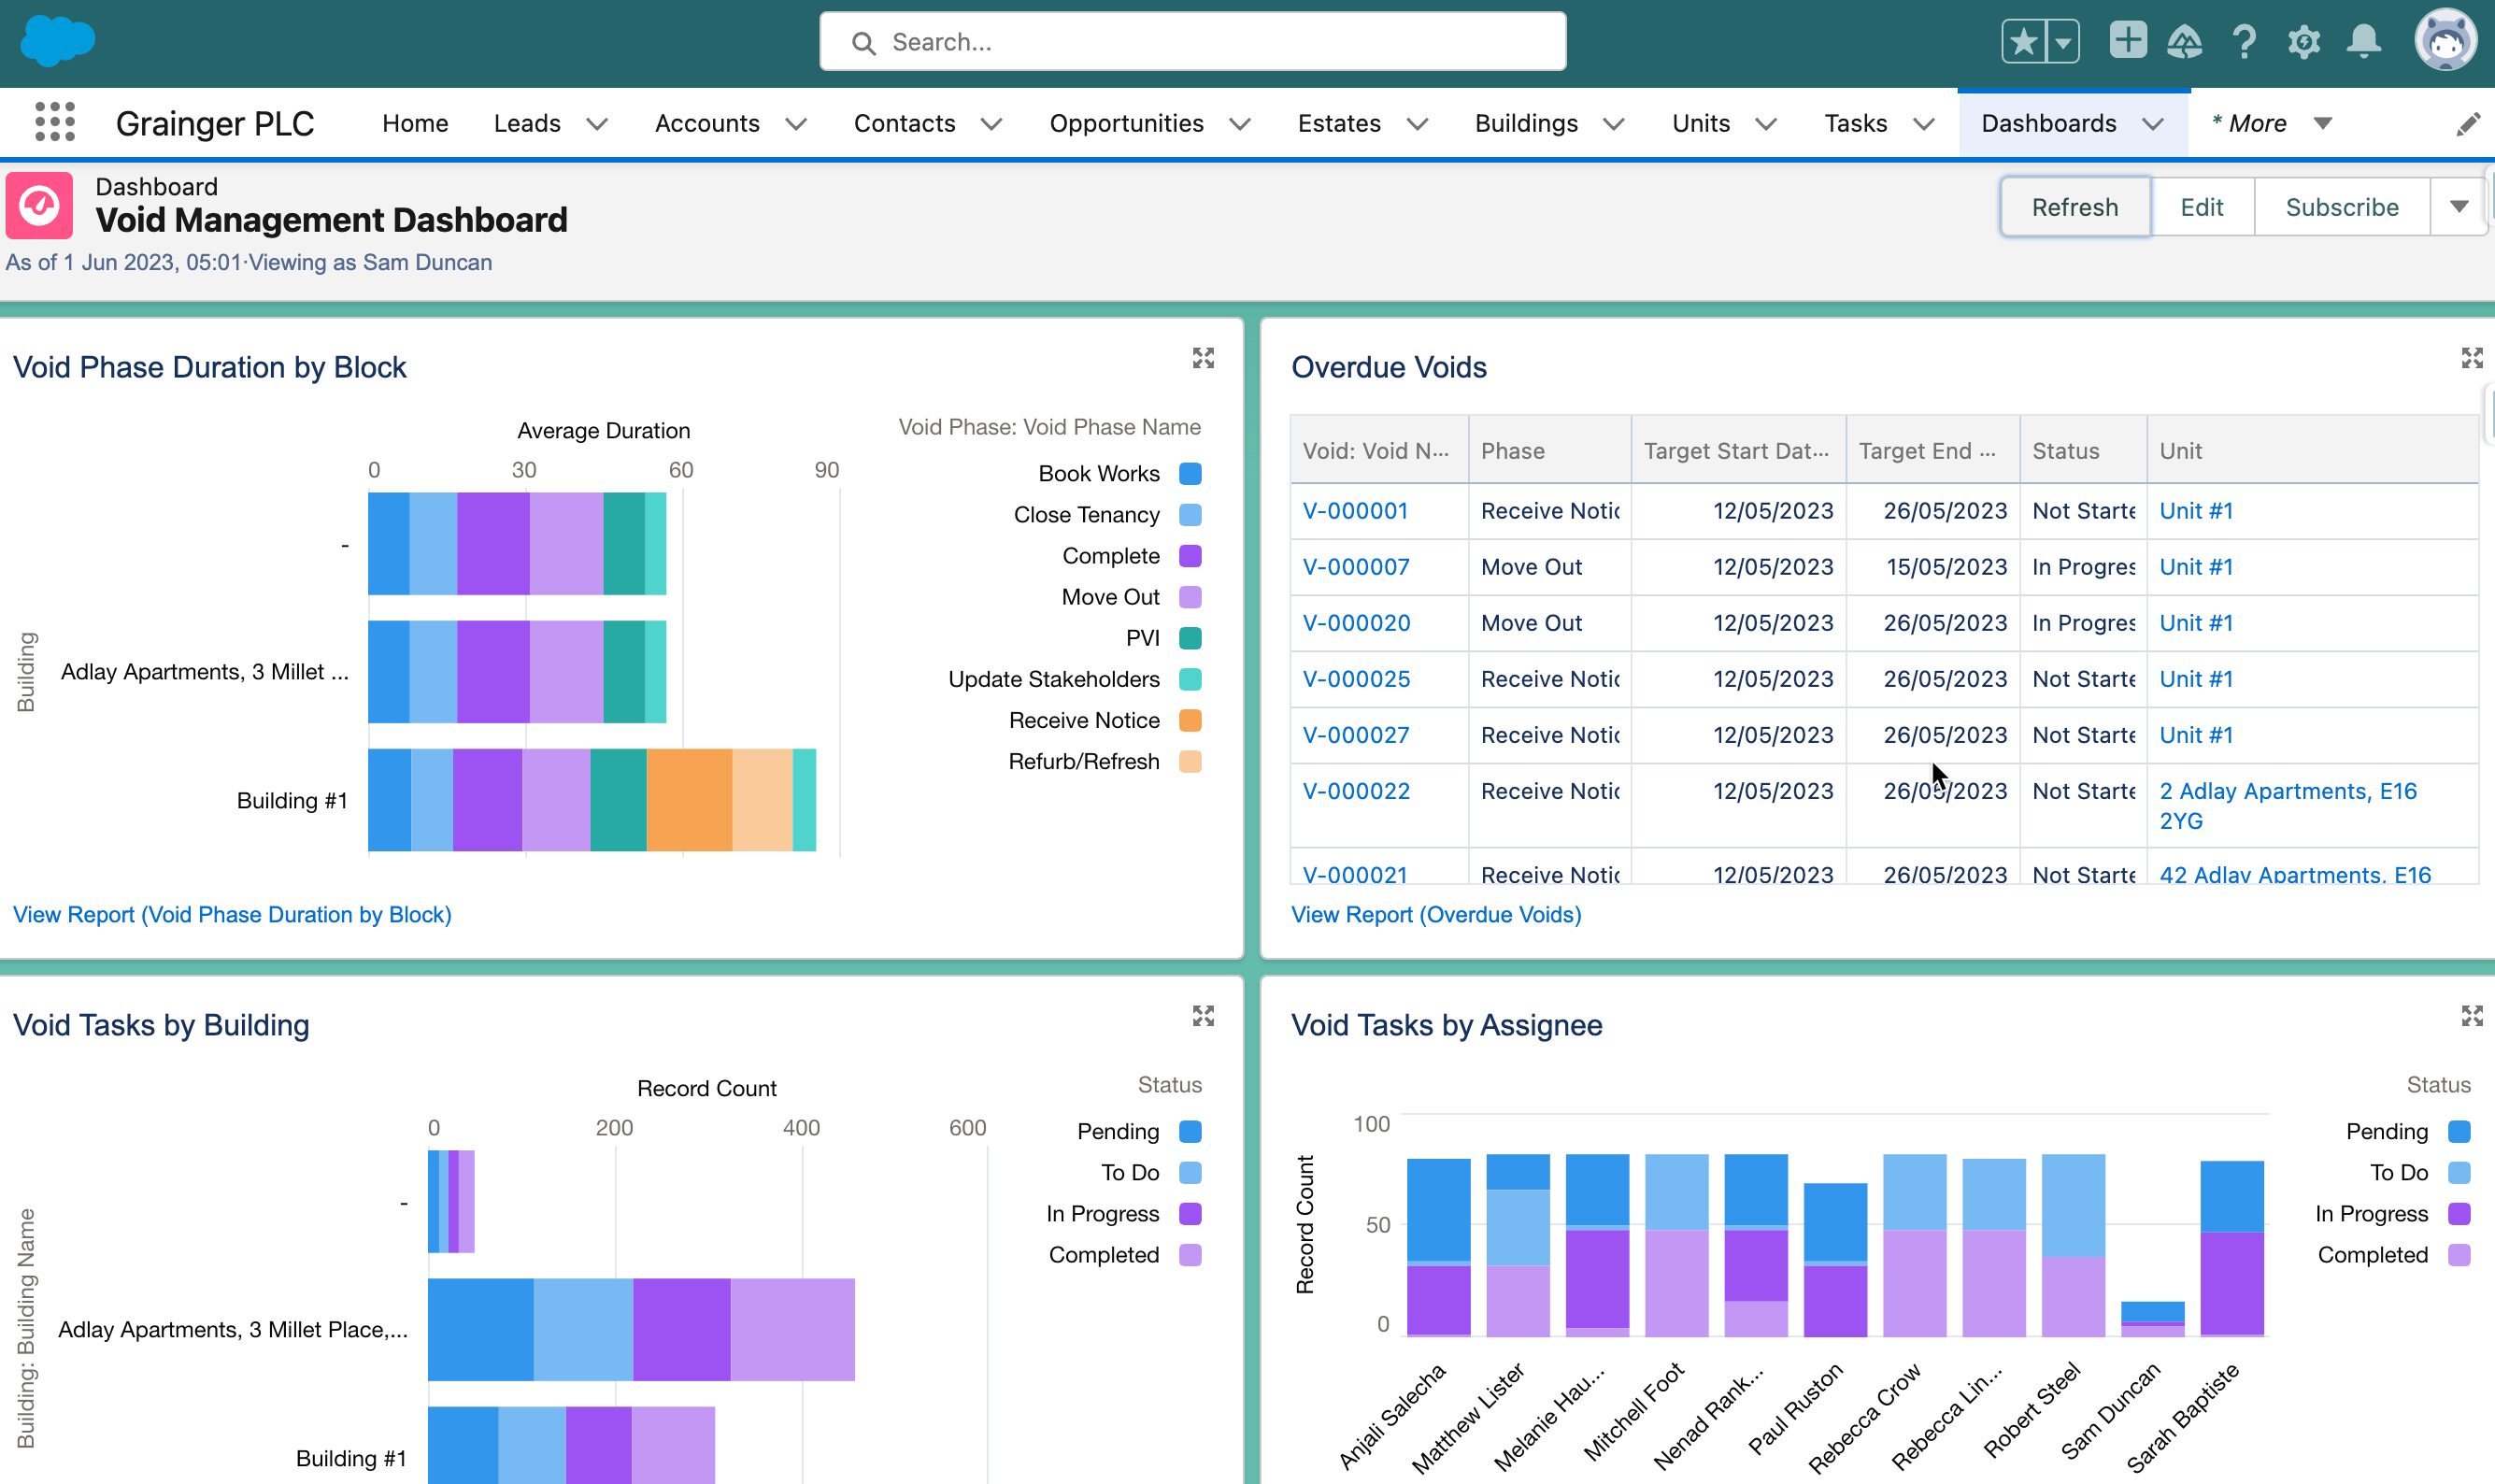 Search...
Grainger PLC
Home
Leads
Accounts
Contacts
Opportunities
Estates
Buildings
Units
Tasks
Dashboards
* More
Dashboard
Void Management Dashboard
As of 1 Jun 2023, 05:01·Viewing as Sam Duncan
Refresh
Edit
Subscribe
Void Phase Duration by Block
Average Duration
0 30 60 90
Building
-
Adlay Apartments, 3 Millet ...
Building #1
Void Phase: Void Phase Name
Book Works
Close Tenancy
Complete
Move Out
PVI
Update Stakeholders
Receive Notice
Refurb/Refresh
View Report (Void Phase Duration by Block)
Overdue Voids
Void: Void N... Phase Target Start Dat... Target End ... Status Unit
V-000001 Receive Notic 12/05/2023 26/05/2023 Not Starte Unit #1
V-000007 Move Out 12/05/2023 15/05/2023 In Progres Unit #1
V-000020 Move Out 12/05/2023 26/05/2023 In Progres Unit #1
V-000025 Receive Notic 12/05/2023 26/05/2023 Not Starte Unit #1
V-000027 Receive Notic 12/05/2023 26/05/2023 Not Starte Unit #1
V-000022 Receive Notic 12/05/2023 26/05/2023 Not Starte 2 Adlay Apartments, E16
2YG
V-000021 Receive Notic 12/05/2023 26/05/2023 Not Starte 42 Adlay Apartments, E16
View Report (Overdue Voids)
Void Tasks by Building
Record Count
0 200 400 600
Building: Building Name
-
Adlay Apartments, 3 Millet Place,...
Building #1
Status
Pending
To Do
In Progress
Completed
Void Tasks by Assignee
Record Count
100
50
0
Anjali Salecha
Matthew Lister
Melanie Hau...
Mitchell Foot
Nenad Rank...
Paul Ruston
Rebecca Crow
Rebecca Lin...
Robert Steel
Sam Duncan
Sarah Baptiste
Status
Pending
To Do
In Progress
Completed